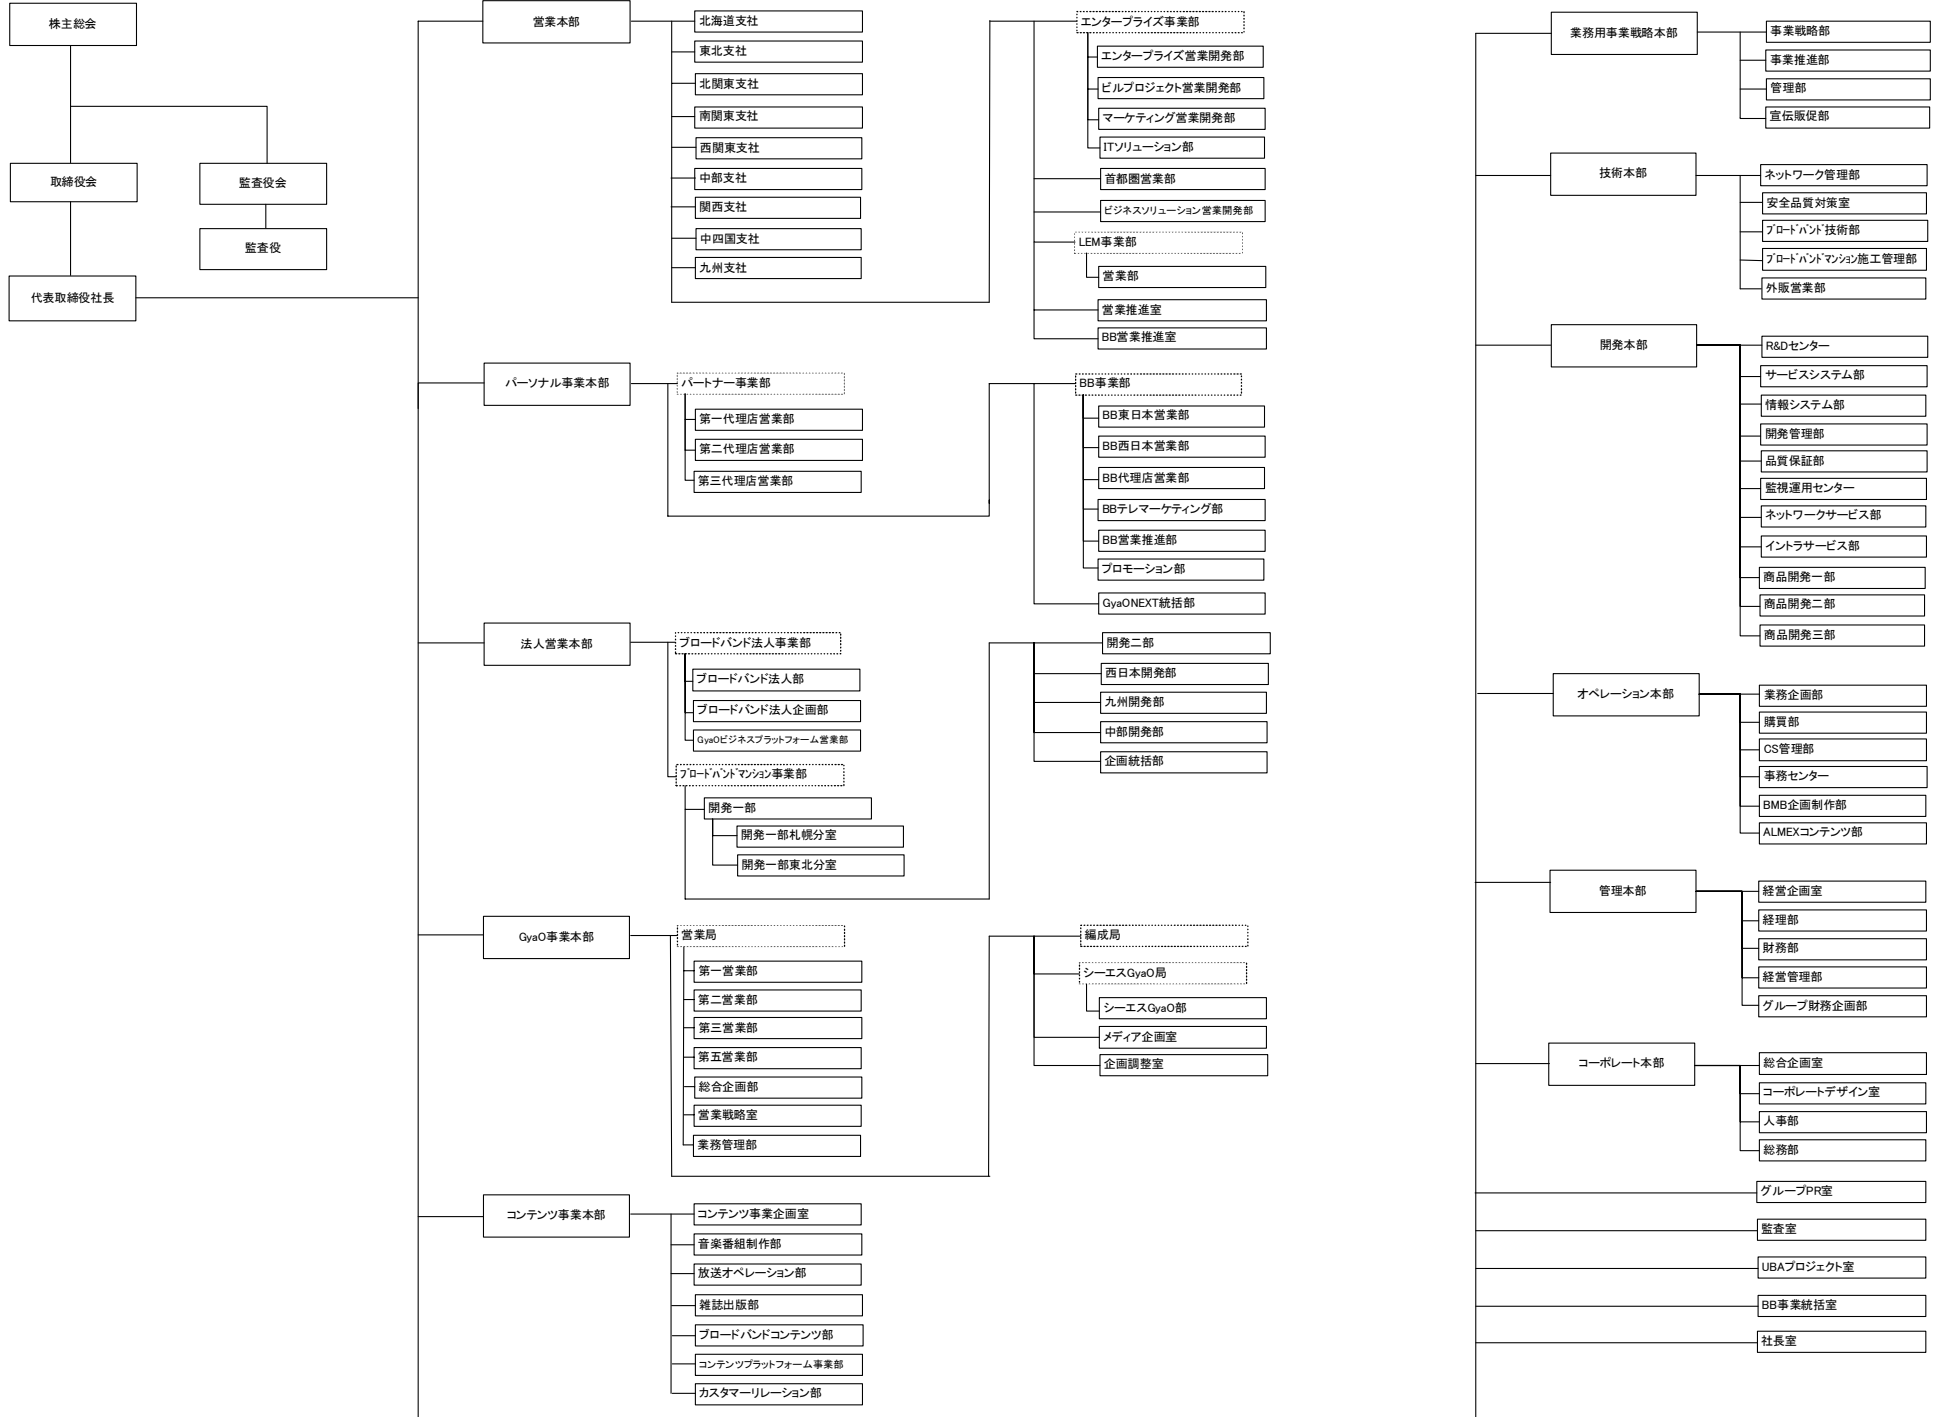 株主総会
取締役会
監査役会
監査役
代表取締役社長
営業本部
北海道支社
東北支社
北関東支社
南関東支社
西関東支社
中部支社
関西支社
中四国支社
九州支社
エンタープライズ事業部
エンタープライズ営業開発部
ビルプロジェクト営業開発部
マーケティング営業開発部
ITソリューション部
首都圏営業部
ビジネスソリューション営業開発部
LEM事業部
営業部
営業推進室
BB営業推進室
パーソナル事業本部
パートナー事業部
第一代理店営業部
第二代理店営業部
第三代理店営業部
BB事業部
BB東日本営業部
BB西日本営業部
BB代理店営業部
BBテレマーケティング部
BB営業推進部
プロモーション部
GyaONEXT統括部
法人営業本部
ブロードバンド法人事業部
ブロードバンド法人部
ブロードバンド法人企画部
GyaOビジネスプラットフォーム営業部
ブロードバンドマンション事業部
開発一部
開発一部札幌分室
開発一部東北分室
開発二部
西日本開発部
九州開発部
中部開発部
企画統括部
GyaO事業本部
営業局
第一営業部
第二営業部
第三営業部
第五営業部
総合企画部
営業戦略室
業務管理部
編成局
シーエスGyaO局
シーエスGyaO部
メディア企画室
企画調整室
コンテンツ事業本部
コンテンツ事業企画室
音楽番組制作部
放送オペレーション部
雑誌出版部
ブロードバンドコンテンツ部
コンテンツプラットフォーム事業部
カスタマーリレーション部
業務用事業戦略本部
事業戦略部
事業推進部
管理部
宣伝販促部
技術本部
ネットワーク管理部
安全品質対策室
ブロードバンド技術部
ブロードバンドマンション施工管理部
外販営業部
開発本部
R&Dセンター
サービスシステム部
情報システム部
開発管理部
品質保証部
監視運用センター
ネットワークサービス部
イントラサービス部
商品開発一部
商品開発二部
商品開発三部
オペレーション本部
業務企画部
購買部
CS管理部
事務センター
BMB企画制作部
ALMEXコンテンツ部
管理本部
経営企画室
経理部
財務部
経営管理部
グループ財務企画部
コーポレート本部
総合企画室
コーポレートデザイン室
人事部
総務部
グループPR室
監査室
UBAプロジェクト室
BB事業統括室
社長室